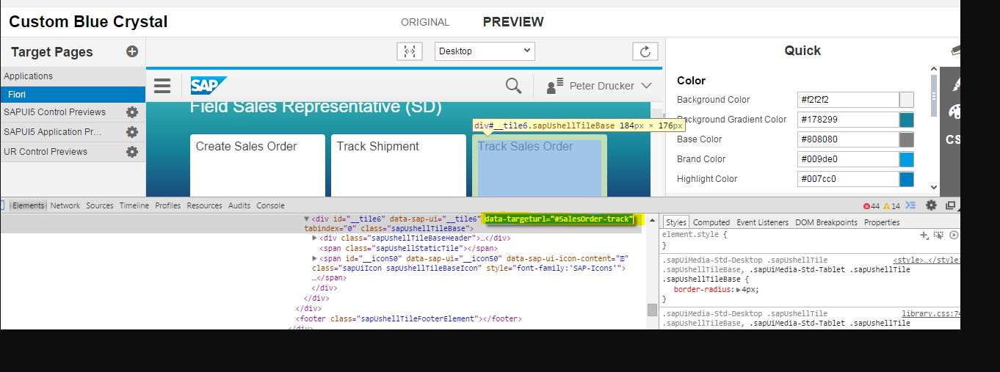 Custom Blue Crystal
ORIGINAL
PREVIEW
Target Pages
Desktop
Quick
Applications
Fiori
SAPUI5 Control Previews
SAPUI5 Application Pr...
UR Control Previews
SAP
Peter Drucker
Field Sales Representative (SD)
div#__tile6.sapUshellTileBase 184px × 176px
Create Sales Order
Track Shipment
Track Sales Order
Color
Background Color
#f2f2f2
Background Gradient Color
#178299
Base Color
#808080
Brand Color
#009de0
Highlight Color
#007cc0
CS
Elements Network Sources Timeline Profiles Resources Audits Console
44 14
<div id="__tile6" data-sap-ui="__tile6" data-targeturl="#SalesOrder-track"
tabindex="0" class="sapUshellTileBase">
<div class="sapUshellTileBaseHeader">…</div>
<span class="sapUshellStaticTile"></span>
<span id="__icon50" data-sap-ui="__icon50" data-sap-ui-icon-content=""
class="sapUiIcon sapUshellTileBaseIcon" style="font-family:'SAP-Icons'">
…</span>
</div>
</div>
</div>
<footer class="sapUshellTileFooterElement"></footer>
</div>
Styles Computed Event Listeners DOM Breakpoints Properties
element.style {
}
.sapUiMedia-Std-Desktop .sapUshellTile <style>…</style>
.sapUshellTileBase, .sapUiMedia-Std-Tablet .sapUshellTile
.sapUshellTileBase {
border-radius: 4px;
}
.sapUiMedia-Std-Desktop .sapUshellTile library.css:74
.sapUshellTileBase, .sapUiMedia-Std-Tablet .sapUshellTile